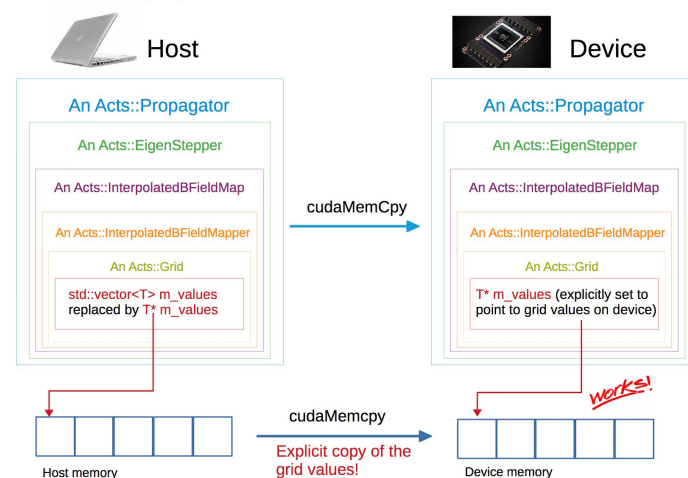 Host
Device
An Acts::Propagator
An Acts::EigenStepper
An Acts::InterpolatedBFieldMap
An Acts::InterpolatedBFieldMapper
An Acts::Grid
std::vector<T> m_values
replaced by T* m_values
cudaMemCpy
An Acts::Propagator
An Acts::EigenStepper
An Acts::InterpolatedBFieldMap
An Acts::InterpolatedBFieldMapper
An Acts::Grid
T* m_values (explicitly set to
point to grid values on device)
works!
cudaMemcpy
Explicit copy of the
grid values!
Host memory
Device memory